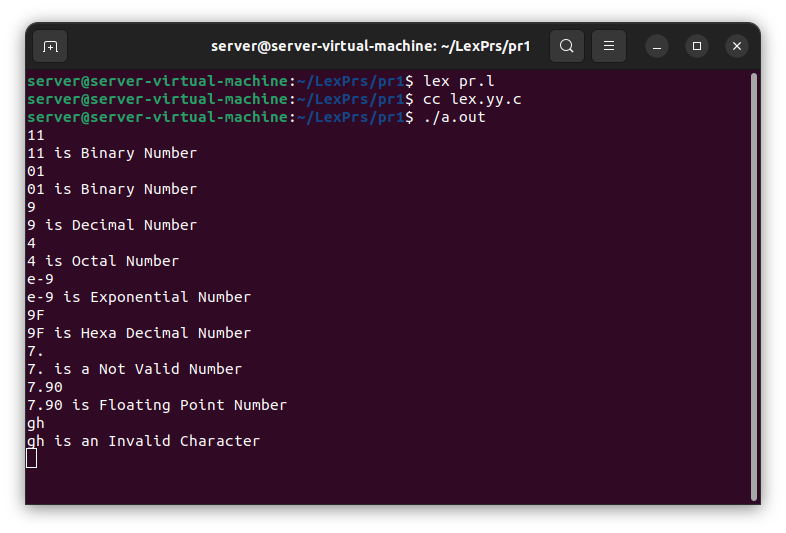 server@server-virtual-machine: ~/LexPrs/pr1
server@server-virtual-machine:~/LexPrs/pr1$ lex pr.l
server@server-virtual-machine:~/LexPrs/pr1$ cc lex.yy.c
server@server-virtual-machine:~/LexPrs/pr1$ ./a.out
11
11 is Binary Number
01
01 is Binary Number
9
9 is Decimal Number
4
4 is Octal Number
e-9
e-9 is Exponential Number
9F
9F is Hexa Decimal Number
7.
7. is a Not Valid Number
7.90
7.90 is Floating Point Number
gh
gh is an Invalid Character